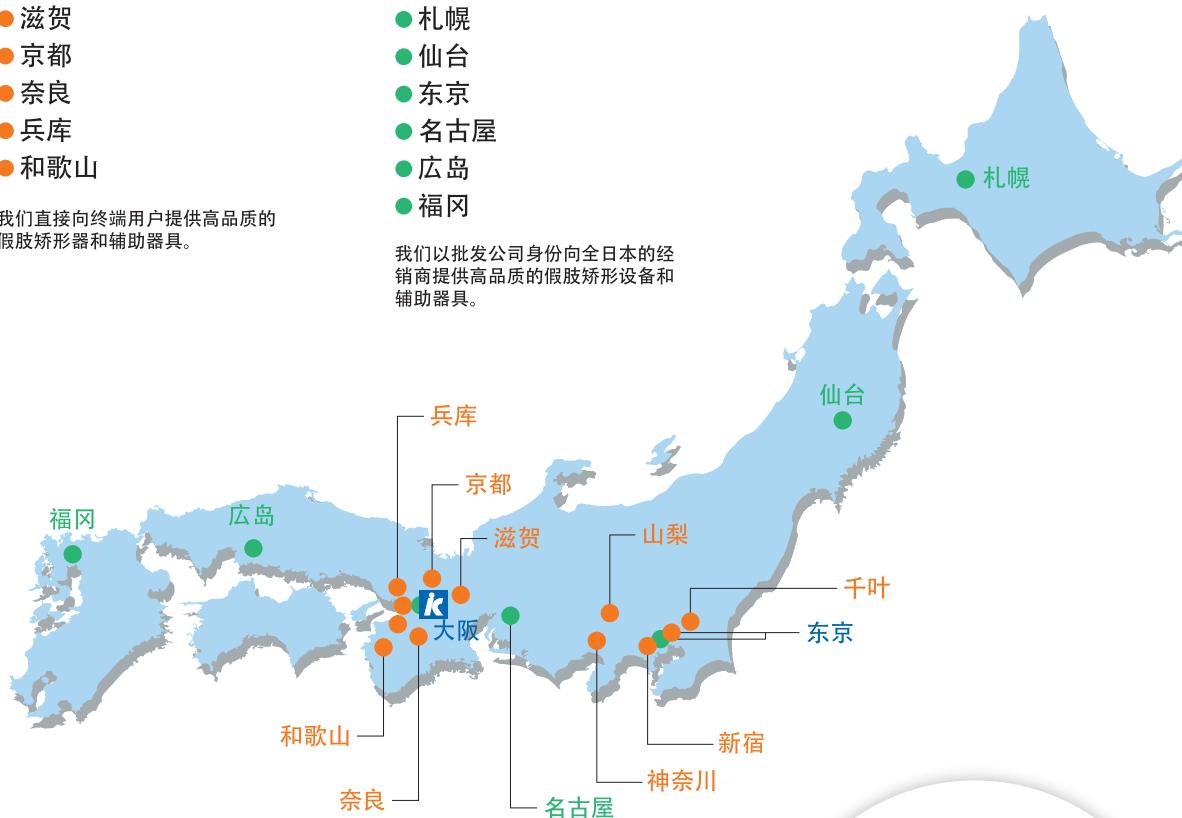 滋贺
京都
奈良
兵库
和歌山
我们直接向终端用户提供高品质的
假肢矫形器和辅助器具。
札幌
仙台
东京
名古屋
広岛
福冈
我们以批发公司身份向全日本的经
销商提供高品质的假肢矫形设备和
辅助器具。
札幌
仙台
兵库
京都
滋贺
山梨
福冈
広岛
千叶
ik
大阪
东京
和歌山
新宿
神奈川
奈良
名古屋